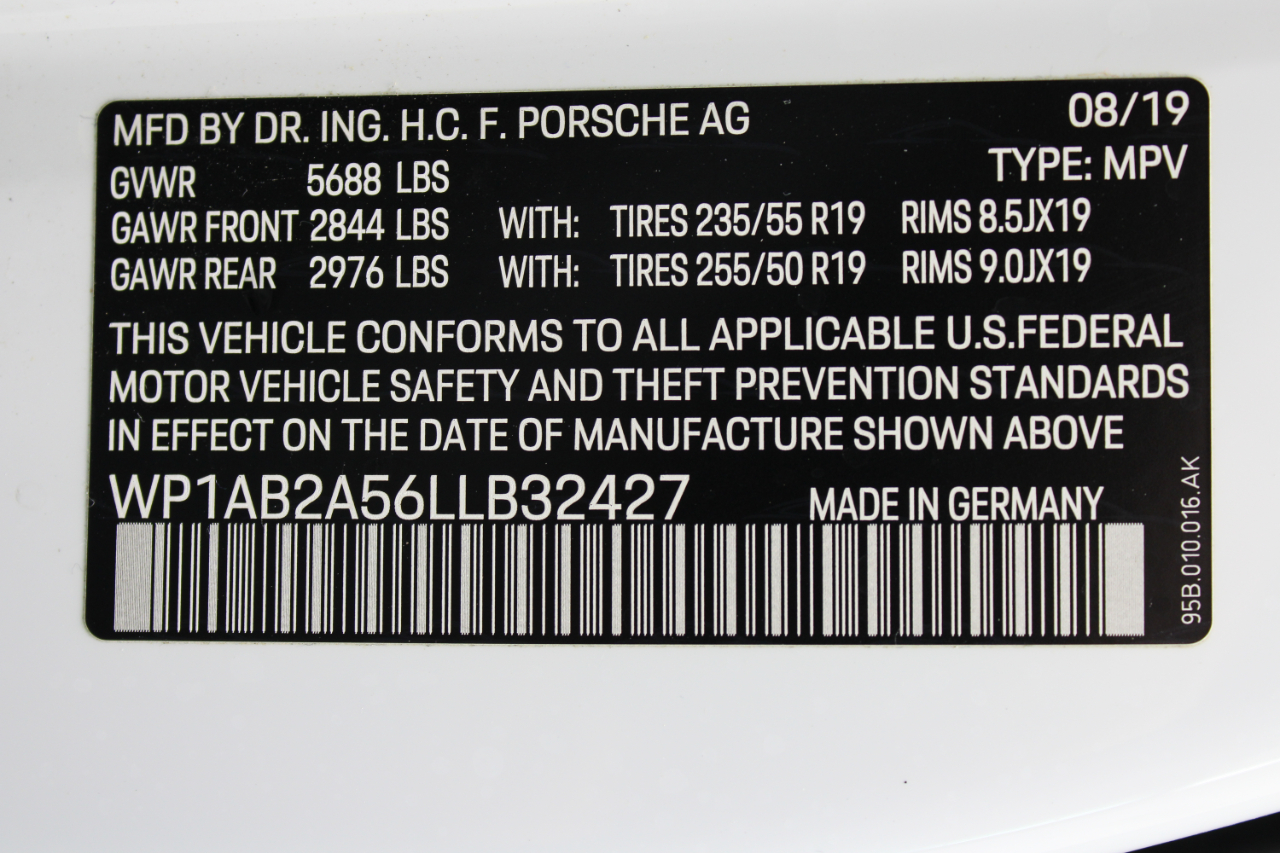 MFD BY DR. ING. H.C. F. PORSCHE AG 08/19
TYPE: MPV
GVWR 5688 LBS
GAWR FRONT 2844 LBS WITH: TIRES 235/55 R19 RIMS 8.5JX19
GAWR REAR 2976 LBS WITH: TIRES 255/50 R19 RIMS 9.0JX19
THIS VEHICLE CONFORMS TO ALL APPLICABLE U.S.FEDERAL
MOTOR VEHICLE SAFETY AND THEFT PREVENTION STANDARDS
IN EFFECT ON THE DATE OF MANUFACTURE SHOWN ABOVE
WP1AB2A56LLB32427 MADE IN GERMANY
95B.010.016.AK